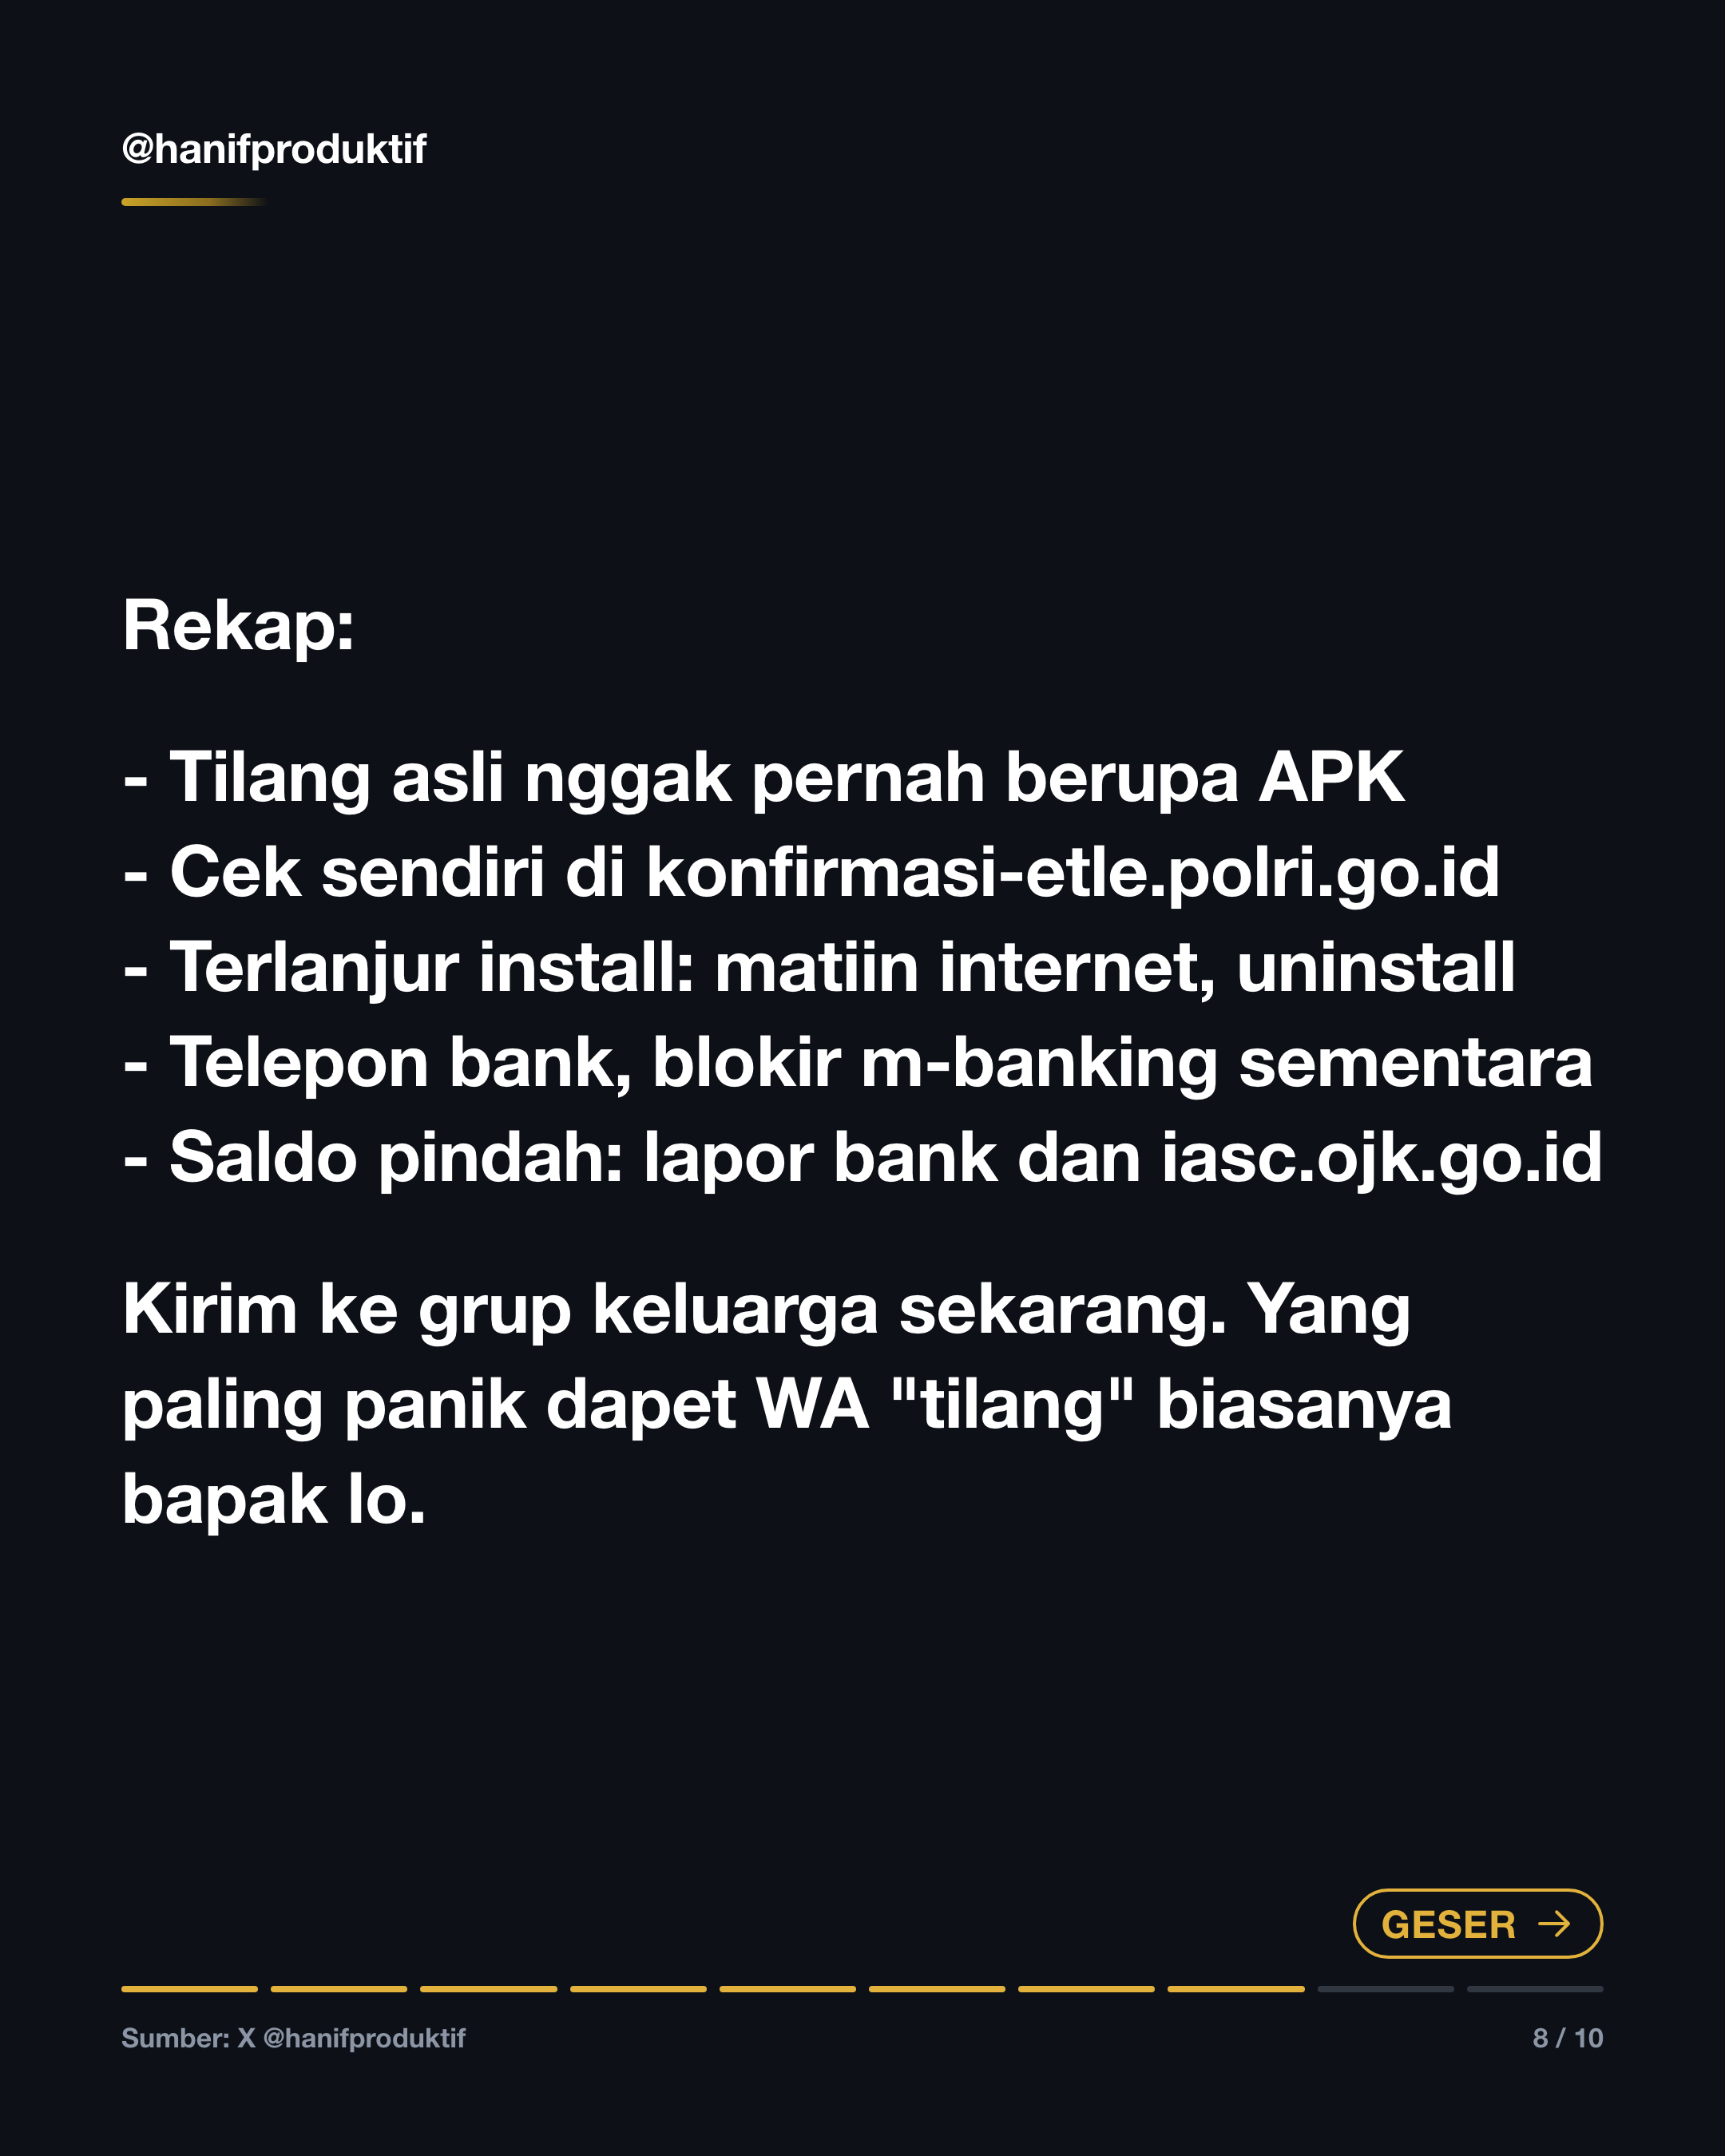 @hanifproduktif
Rekap:
- Tilang asli nggak pernah berupa APK
- Cek sendiri di konfirmasi-etle.polri.go.id
- Terlanjur install: matiin internet, uninstall
- Telepon bank, blokir m-banking sementara
- Saldo pindah: lapor bank dan iasc.ojk.go.id
Kirim ke grup keluarga sekarang. Yang
paling panik dapet WA "tilang" biasanya
bapak lo.
GESER →
Sumber: X @hanifproduktif
8 / 10